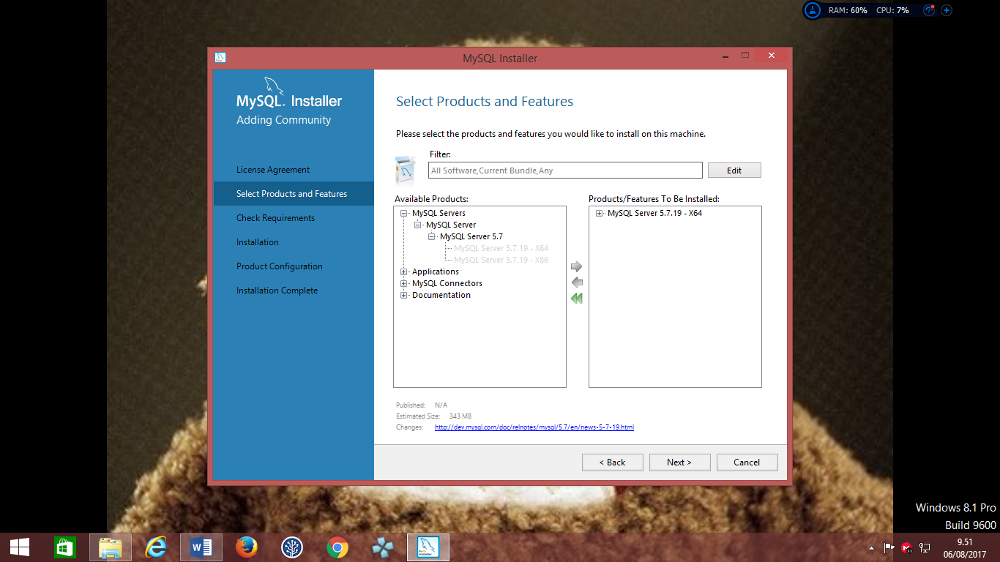 RAM: 60% CPU: 7%
MySQL Installer
MySQL. Installer
Adding Community
License Agreement
Select Products and Features
Check Requirements
Installation
Product Configuration
Installation Complete
Select Products and Features
Please select the products and features you would like to install on this machine.
Filter:
All Software,Current Bundle,Any
Edit
Available Products:
MySQL Servers
MySQL Server
MySQL Server 5.7
MySQL Server 5.7.19 - X64
MySQL Server 5.7.19 - X86
Applications
MySQL Connectors
Documentation
Products/Features To Be Installed:
MySQL Server 5.7.19 - X64
Published: N/A
Estimated Size: 343 MB
Changes: http://dev.mysql.com/doc/relnotes/mysql/5.7/en/news-5-7-19.html
< Back
Next >
Cancel
Windows 8.1 Pro
Build 9600
9.51
06/08/2017